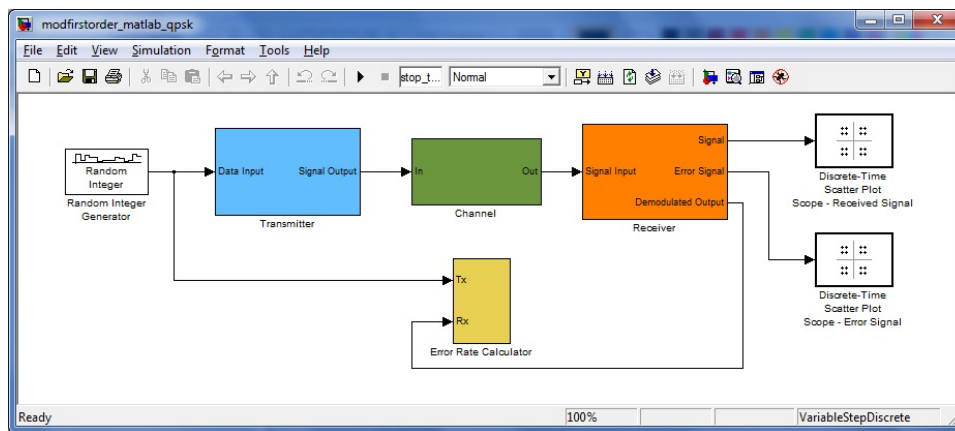 modfirstorder_matlab_qpsk
File Edit View Simulation Format Tools Help
stop_t... Normal
Random
Integer
Random Integer
Generator
Data Input Signal Output
Transmitter
In Out
Channel
Signal Input
Signal
Error Signal
Demodulated Output
Receiver
Discrete-Time
Scatter Plot
Scope - Received Signal
Discrete-Time
Scatter Plot
Scope - Error Signal
Tx
Rx
Error Rate Calculator
Ready 100% VariableStepDiscrete